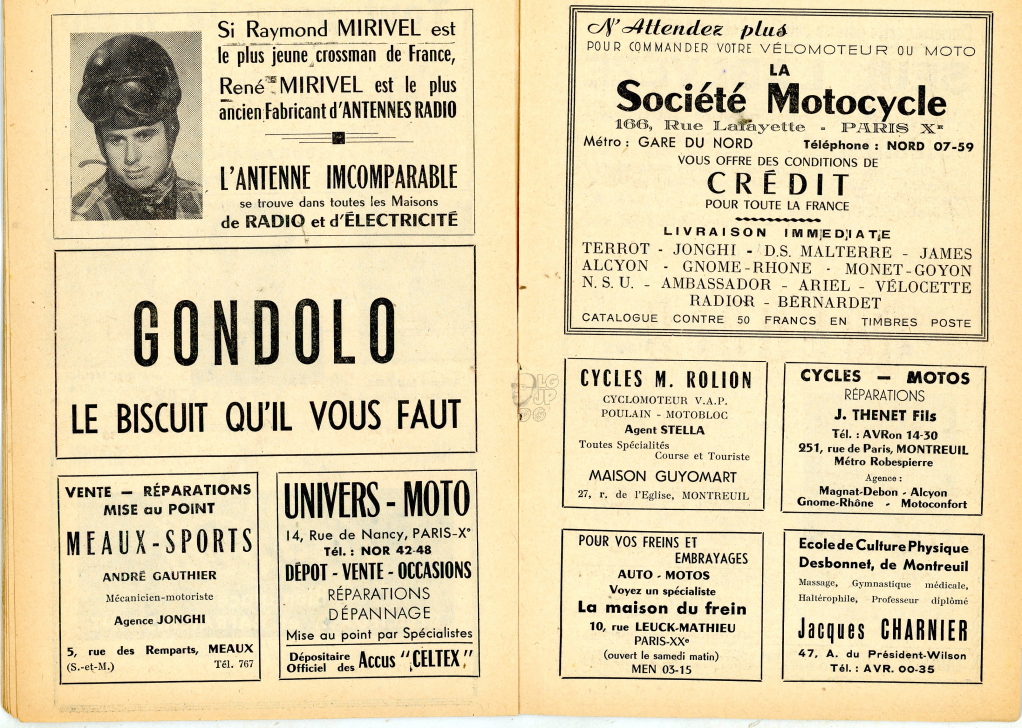 Si Raymond MIRIVEL est
le plus jeune crossman de France,
René MIRIVEL est le plus
ancien Fabricant d'ANTENNES RADIO
L'ANTENNE INCOMPARABLE
se trouve dans toutes les Maisons
de RADIO et d'ÉLECTRICITÉ
GONDOLO
LE BISCUIT QU'IL VOUS FAUT
VENTE — RÉPARATIONS
MISE au POINT
MEAUX-SPORTS
ANDRÉ GAUTHIER
Mécanicien-motoriste
Agence JONGHI
5, rue des Remparts, MEAUX
(S.-et-M.) Tél. 767
UNIVERS - MOTO
14, Rue de Nancy, PARIS-Xe
Tél. : NOR 42-48
DÉPOT - VENTE - OCCASIONS
RÉPARATIONS
DÉPANNAGE
Mise au point par Spécialistes
Dépositaire
Officiel des Accus "CELTEX"
N'Attendez plus
POUR COMMANDER VOTRE VÉLOMOTEUR OU MOTO
LA
Société Motocycle
166, Rue Lafayette - PARIS Xe
Métro : GARE DU NORD Téléphone : NORD 07-59
VOUS OFFRE DES CONDITIONS DE
CRÉDIT
POUR TOUTE LA FRANCE
LIVRAISON IMMEDIATE
TERROT - JONGHI - D.S. MALTERRE - JAMES
ALCYON - GNOME-RHONE - MONET-GOYON
N.S.U. - AMBASSADOR - ARIEL - VÉLOCETTE
RADIOR - BERNARDET
CATALOGUE CONTRE 50 FRANCS EN TIMBRES POSTE
CYCLES M. ROLION
CYCLOMOTEUR V.A.P.
POULAIN - MOTOBLOC
Agent STELLA
Toutes Spécialités
Course et Touriste
MAISON GUYOMART
27, r. de l'Eglise, MONTREUIL
CYCLES — MOTOS
RÉPARATIONS
J. THENET Fils
Tél. : AVRon 14-30
251, rue de Paris, MONTREUIL
Métro Robespierre
Agence :
Magnat-Debon - Alcyon
Gnome-Rhône - Motoconfort
POUR VOS FREINS ET
EMBRAYAGES
AUTO - MOTOS
Voyez un spécialiste
La maison du frein
10, rue LEUCK-MATHIEU
PARIS-XXe
(ouvert le samedi matin)
MEN 03-15
Ecole de Culture Physique
Desbonnet, de Montreuil
Massage, Gymnastique médicale,
Haltérophile, Professeur diplômé
Jacques CHARNIER
47, A. du Président-Wilson
Tél. : AVR. 00-35